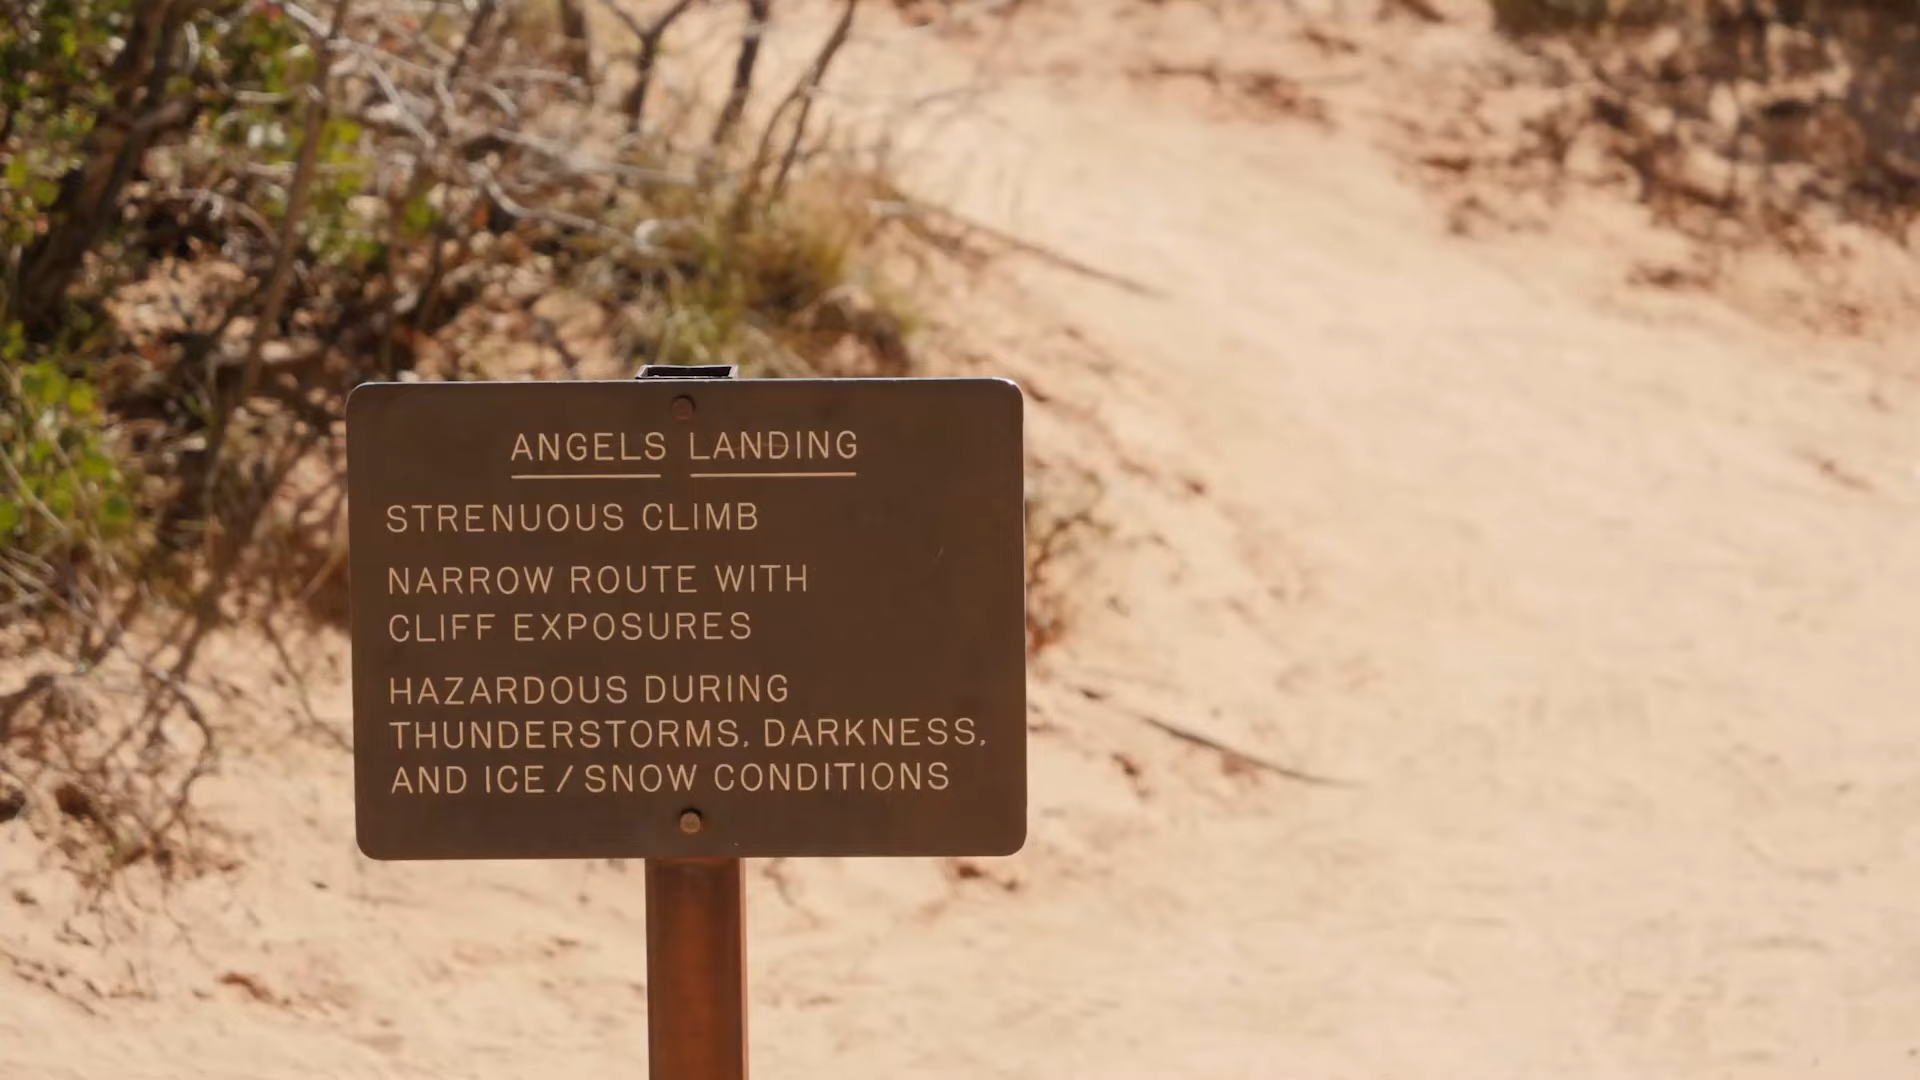 ANGELS LANDING
STRENUOUS CLIMB
NARROW ROUTE WITH
CLIFF EXPOSURES
HAZARDOUS DURING
THUNDERSTORMS, DARKNESS,
AND ICE/SNOW CONDITIONS